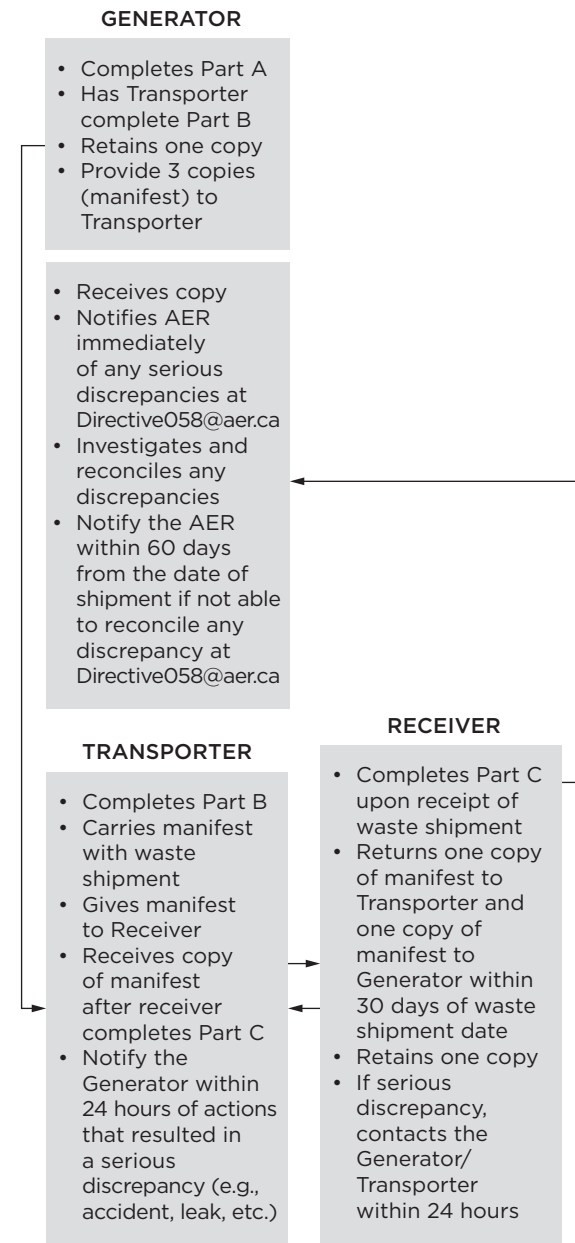 GENERATOR
• Completes Part A
• Has Transporter
complete Part B
• Retains one copy
• Provide 3 copies
(manifest) to
Transporter
• Receives copy
• Notifies AER
immediately
of any serious
discrepancies at
Directive058@aer.ca
• Investigates and
reconciles any
discrepancies
• Notify the AER
within 60 days
from the date of
shipment if not able
to reconcile any
discrepancy at
Directive058@aer.ca
TRANSPORTER
• Completes Part B
• Carries manifest
with waste
shipment
• Gives manifest
to Receiver
• Receives copy
of manifest
after receiver
completes Part C
• Notify the
Generator within
24 hours of actions
that resulted in
a serious
discrepancy (e.g.,
accident, leak, etc.)
RECEIVER
• Completes Part C
upon receipt of
waste shipment
• Returns one copy
of manifest to
Transporter and
one copy of
manifest to
Generator within
30 days of waste
shipment date
• Retains one copy
• If serious
discrepancy,
contacts the
Generator/
Transporter
within 24 hours